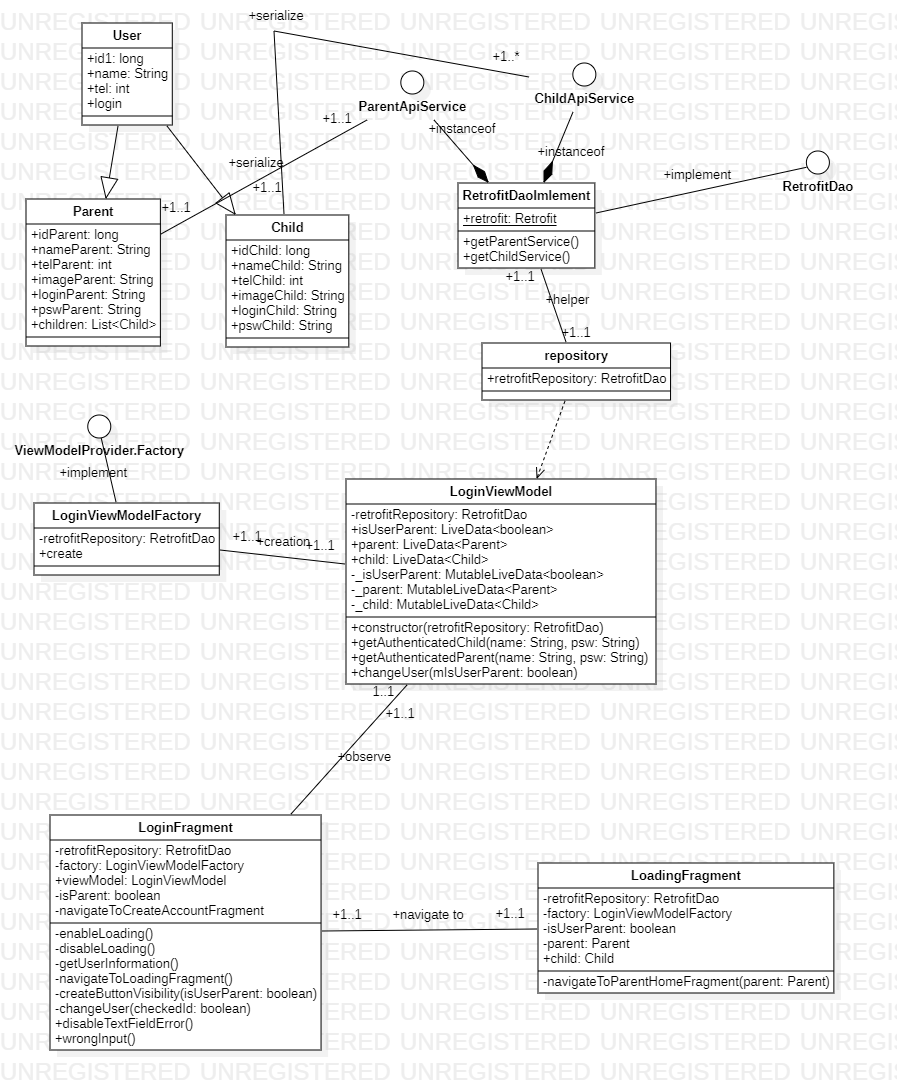 UNREGISTERED
+serialize
User
+id1: long
+name: String
+tel: int
+login
+1..*
ParentApiService
ChildApiService
+1..1
+instanceof
+serialize
+instanceof
+implement
RetrofitDao
+1..1
RetrofitDaoImlement
+retrofit: Retrofit
+getParentService()
+getChildService()
+1..1
Parent
+idParent: long
+nameParent: String
+telParent: int
+imageParent: String
+loginParent: String
+pswParent: String
+children: List<Child>
Child
+idChild: long
+nameChild: String
+telChild: int
+imageChild: String
+loginChild: String
+pswChild: String
+1..1
+helper
+1..1
repository
+retrofitRepository: RetrofitDao
ViewModelProvider.Factory
+implement
LoginViewModelFactory
-retrofitRepository: RetrofitDao
+create
+1..1
+creation
+1..1
LoginViewModel
-retrofitRepository: RetrofitDao
+isUserParent: LiveData<boolean>
+parent: LiveData<Parent>
+child: LiveData<Child>
-_isUserParent: MutableLiveData<boolean>
-_parent: MutableLiveData<Parent>
-_child: MutableLiveData<Child>
+constructor(retrofitRepository: RetrofitDao)
+getAuthenticatedChild(name: String, psw: String)
+getAuthenticatedParent(name: String, psw: String)
+changeUser(mIsUserParent: boolean)
1..1
+1..1
+observe
LoginFragment
-retrofitRepository: RetrofitDao
-factory: LoginViewModelFactory
+viewModel: LoginViewModel
-isParent: boolean
-navigateToCreateAccountFragment
-enableLoading()
-disableLoading()
-getUserInformation()
-navigateToLoadingFragment()
-createButtonVisibility(isUserParent: boolean)
-changeUser(checkedId: boolean)
+disableTextFieldError()
+wrongInput()
+1..1
+navigate to
+1..1
LoadingFragment
-retrofitRepository: RetrofitDao
-factory: LoginViewModelFactory
-isUserParent: boolean
-parent: Parent
+child: Child
-navigateToParentHomeFragment(parent: Parent)